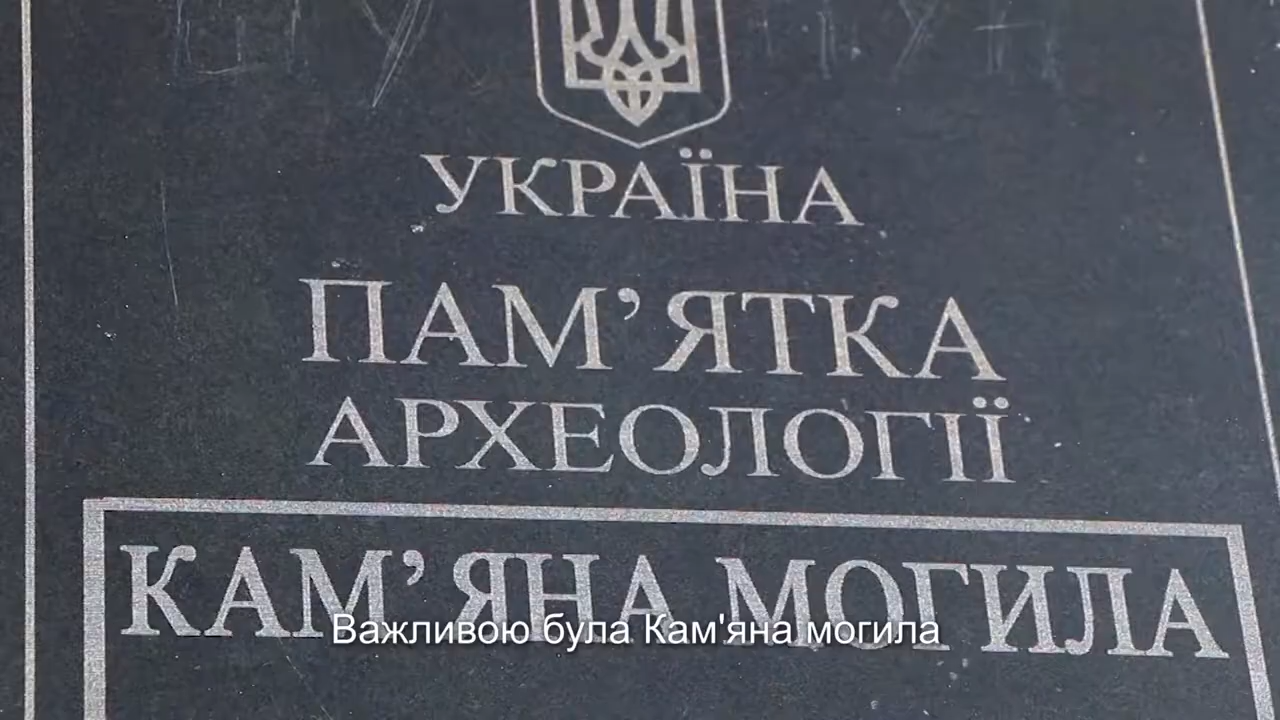 УКРАЇНА
ПАМ’ЯТКА
АРХЕОЛОГІЇ
КАМ’ЯНА МОГИЛА
Важливою була Кам'яна могила